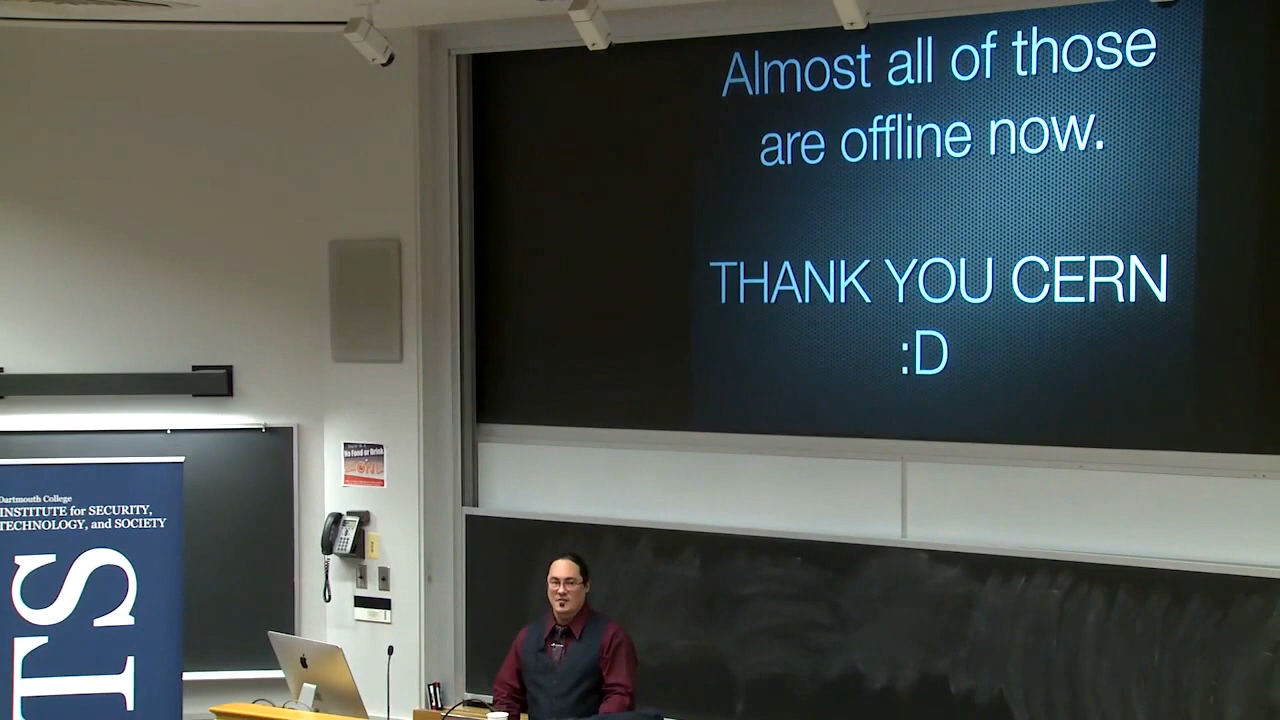 Almost all of those
are offline now.
THANK YOU CERN
:D
No Food or Drink
Dartmouth College
INSTITUTE for SECURITY,
TECHNOLOGY, and SOCIETY
TS